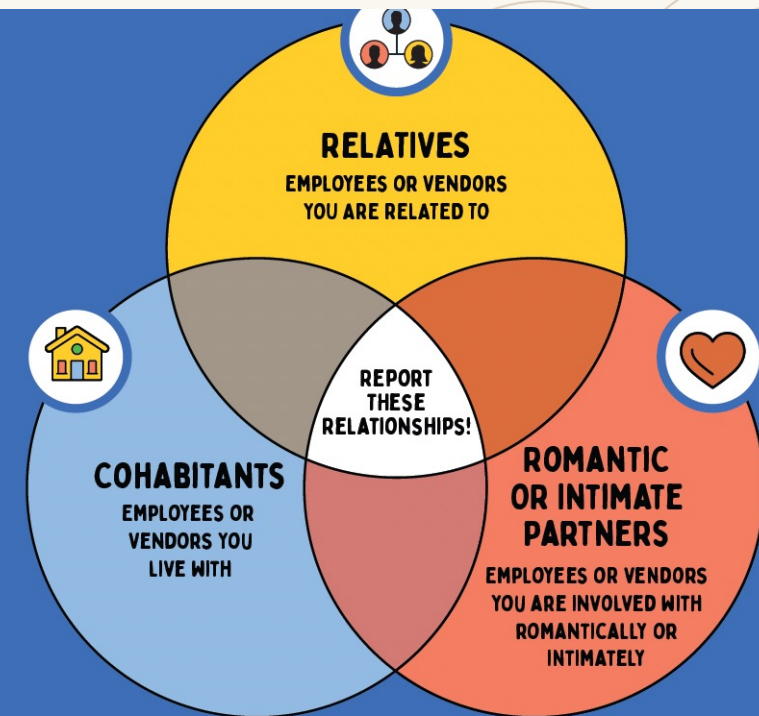 RELATIVES
EMPLOYEES OR VENDORS
YOU ARE RELATED TO
REPORT
THESE
RELATIONSHIPS!
COHABITANTS
EMPLOYEES OR
VENDORS YOU
LIVE WITH
ROMANTIC
OR INTIMATE
PARTNERS
EMPLOYEES OR VENDORS
YOU ARE INVOLVED WITH
ROMANTICALLY OR
INTIMATELY